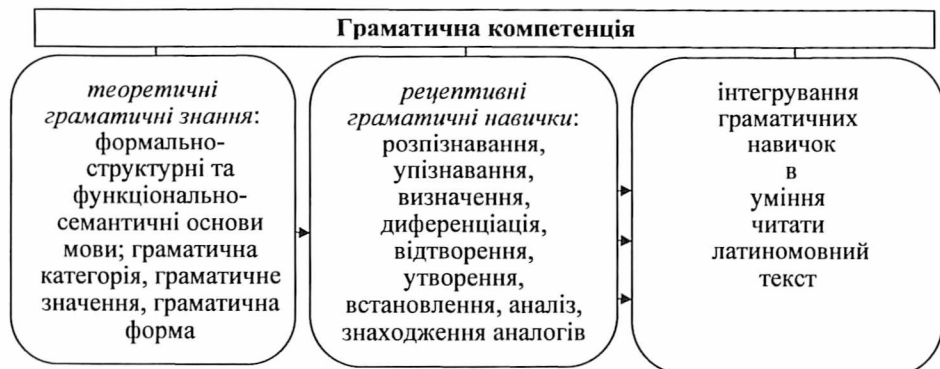 Граматична компетенція
теоретичні
граматичні знання:
формально-
структурні та
функціонально-
семантичні основи
мови; граматична
категорія, граматичне
значення, граматична
форма
рецептивні
граматичні навички:
розпізнавання,
упізнавання,
визначення,
диференціація,
відтворення,
утворення,
встановлення, аналіз,
знаходження аналогів
інтегрування
граматичних
навичок
в
уміння
читати
латиномовний
текст